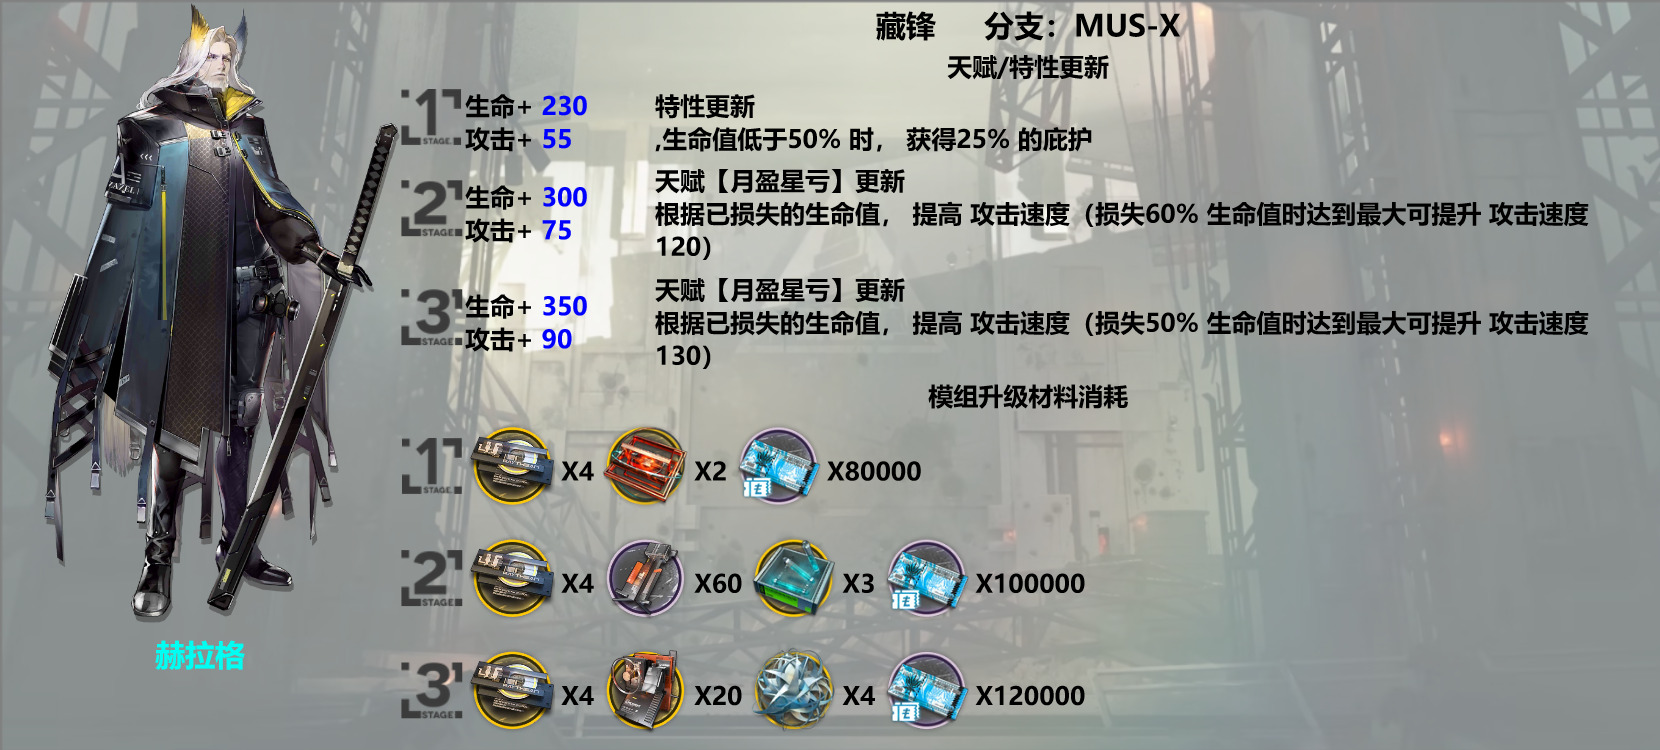 藏锋 分支：MUS-X
天赋/特性更新
1
STAGE
生命+ 230
攻击+ 55
特性更新
,生命值低于50% 时， 获得25% 的庇护
2
STAGE
生命+ 300
攻击+ 75
天赋【月盈星亏】更新
根据已损失的生命值， 提高 攻击速度（损失60% 生命值时达到最大可提升 攻击速度
120）
3
STAGE
生命+ 350
攻击+ 90
天赋【月盈星亏】更新
根据已损失的生命值， 提高 攻击速度（损失50% 生命值时达到最大可提升 攻击速度
130）
模组升级材料消耗
1
STAGE
X4 X2 X80000
2
STAGE
X4 X60 X3 X100000
3
STAGE
X4 X20 X4 X120000
赫拉格